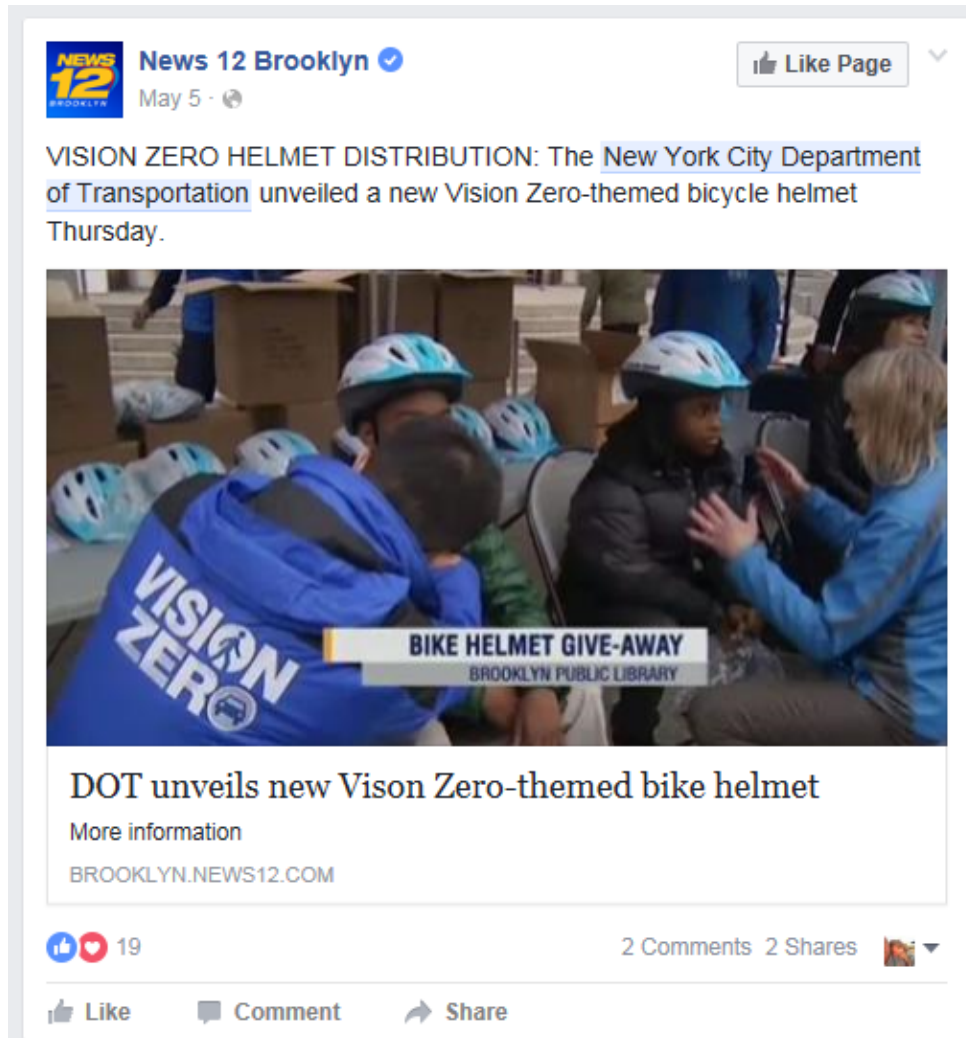 NEWS
12
BROOKLYN
News 12 Brooklyn
Like Page
May 5 ·
VISION ZERO HELMET DISTRIBUTION: The New York City Department
of Transportation unveiled a new Vision Zero-themed bicycle helmet
Thursday.
VISION
ZERO
BIKE HELMET GIVE-AWAY
BROOKLYN PUBLIC LIBRARY
DOT unveils new Vison Zero-themed bike helmet
More information
BROOKLYN.NEWS12.COM
19
2 Comments 2 Shares
Like Comment Share